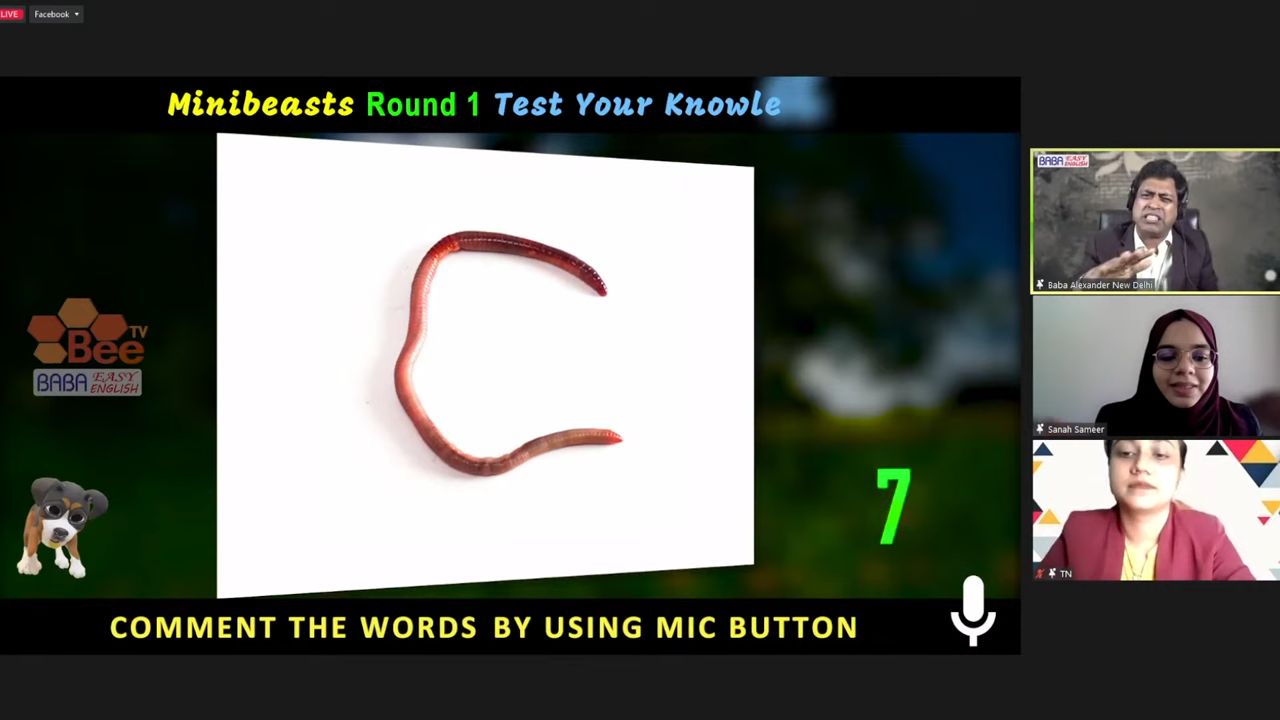 LIVE
Facebook
Minibeasts Round 1 Test Your Knowle
Bee TV
BABA EASY ENGLISH
7
COMMENT THE WORDS BY USING MIC BUTTON
BABA EASY ENGLISH
Baba Alexander New Delhi
Sanah Sameer
TN